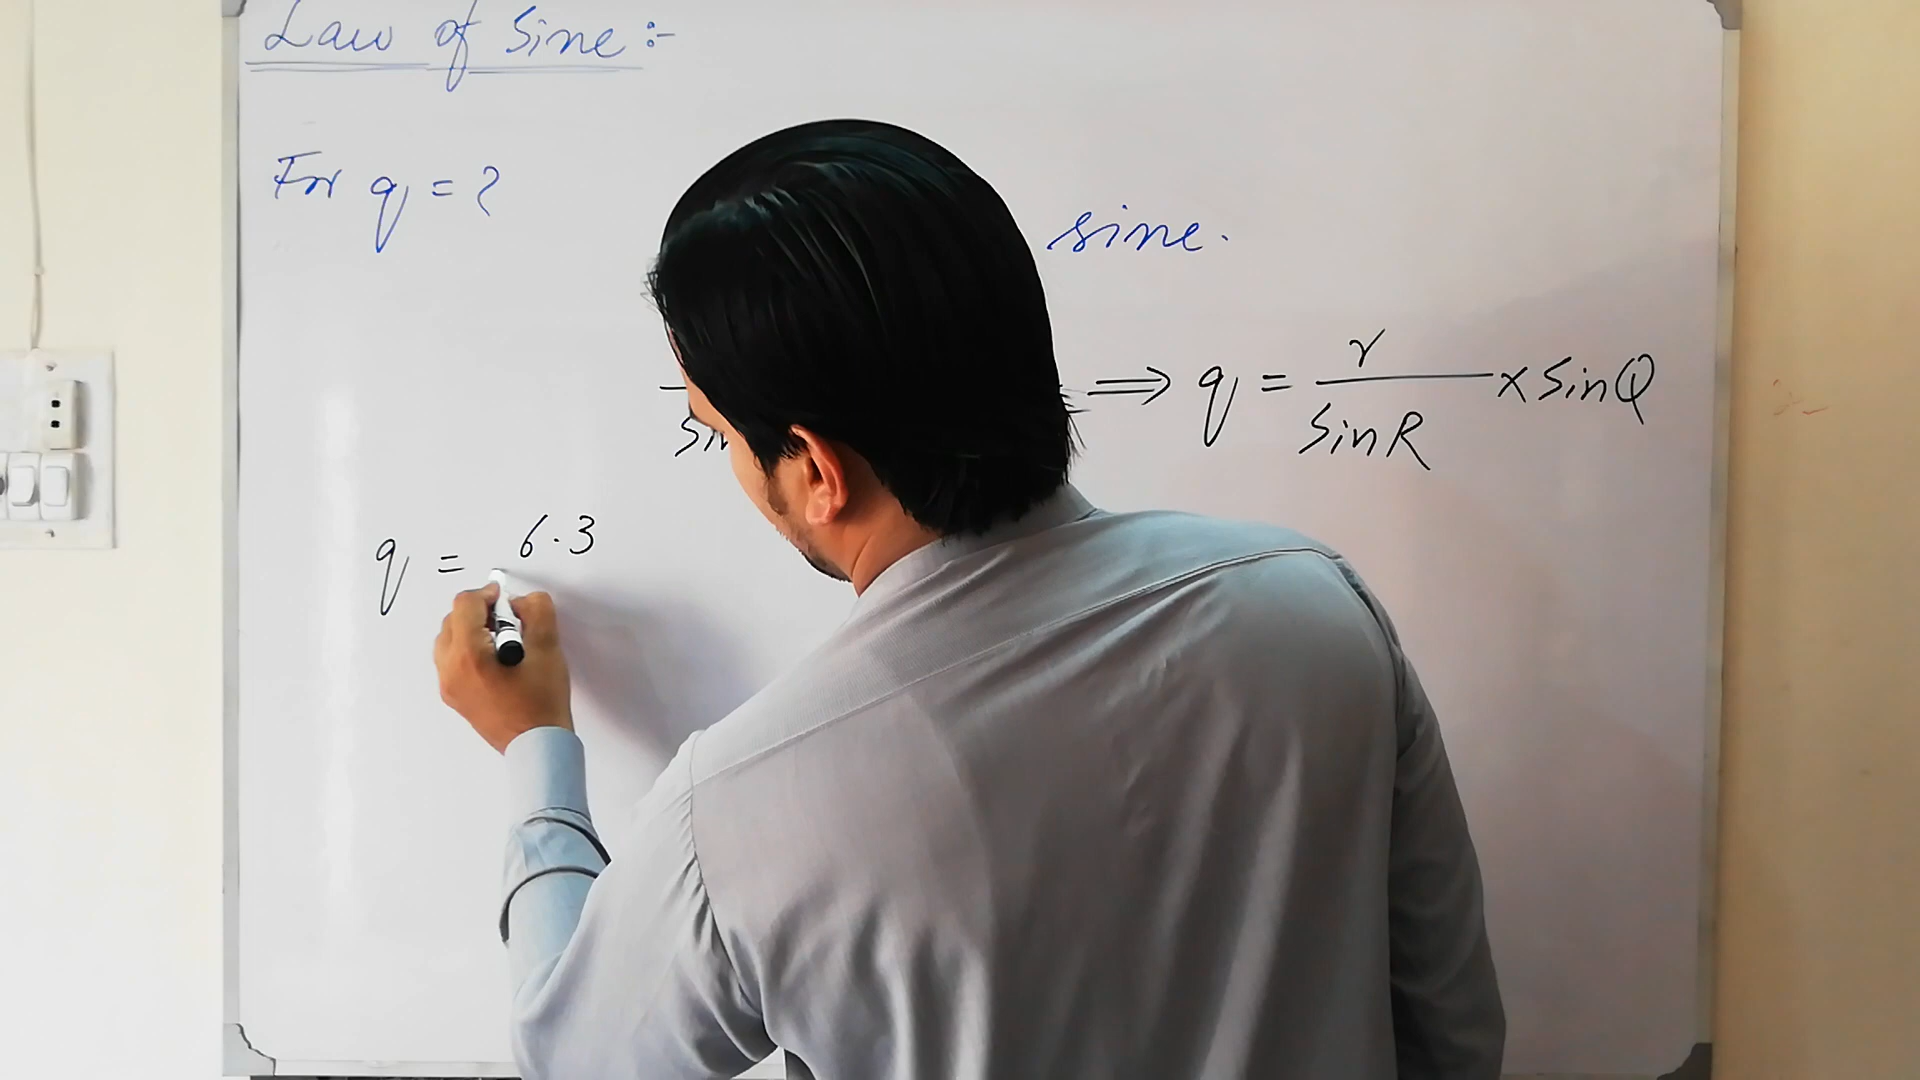 Law of Sine :-
For q = ?
sine.
⟹ q = r / sinR × sinQ
q = 6.3